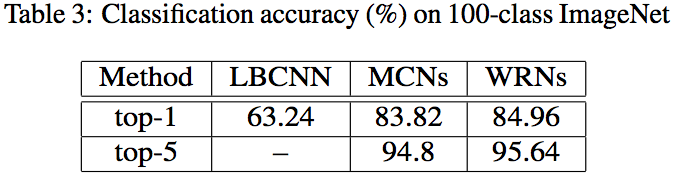 Table 3: Classification accuracy (%) on 100-class ImageNet
Method LBCNN MCNs WRNs
top-1 63.24 83.82 84.96
top-5 – 94.8 95.64